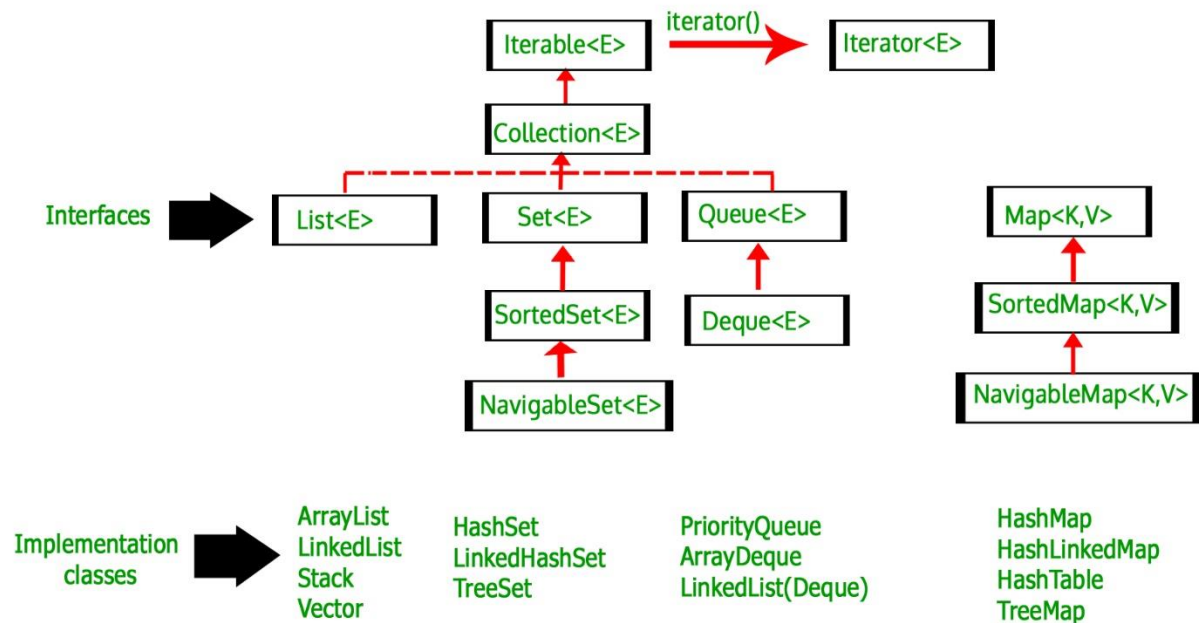 Iterable<E>
iterator()
Iterator<E>
Collection<E>
Interfaces
List<E>
Set<E>
Queue<E>
Map<K,V>
SortedSet<E>
Deque<E>
SortedMap<K,V>
NavigableSet<E>
NavigableMap<K,V>
Implementation
classes
ArrayList
LinkedList
Stack
Vector
HashSet
LinkedHashSet
TreeSet
PriorityQueue
ArrayDeque
LinkedList(Deque)
HashMap
HashLinkedMap
HashTable
TreeMap